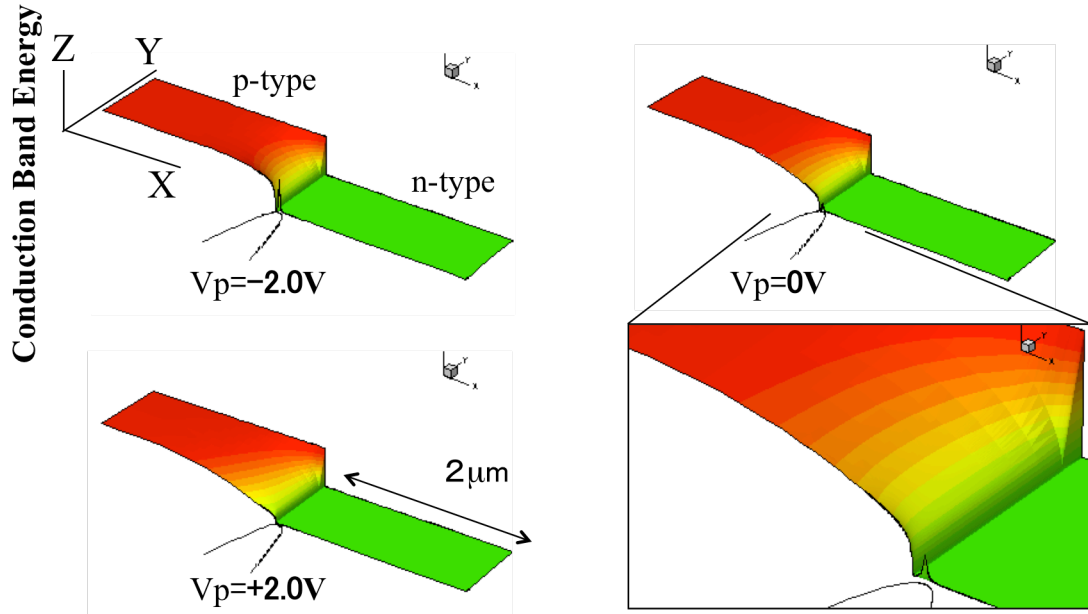 Conduction Band Energy
Z
Y
X
p-type
n-type
Vp=−2.0V
Y
X
Vp=0V
Y
X
2μm
Vp=+2.0V
Y
X
Y
X